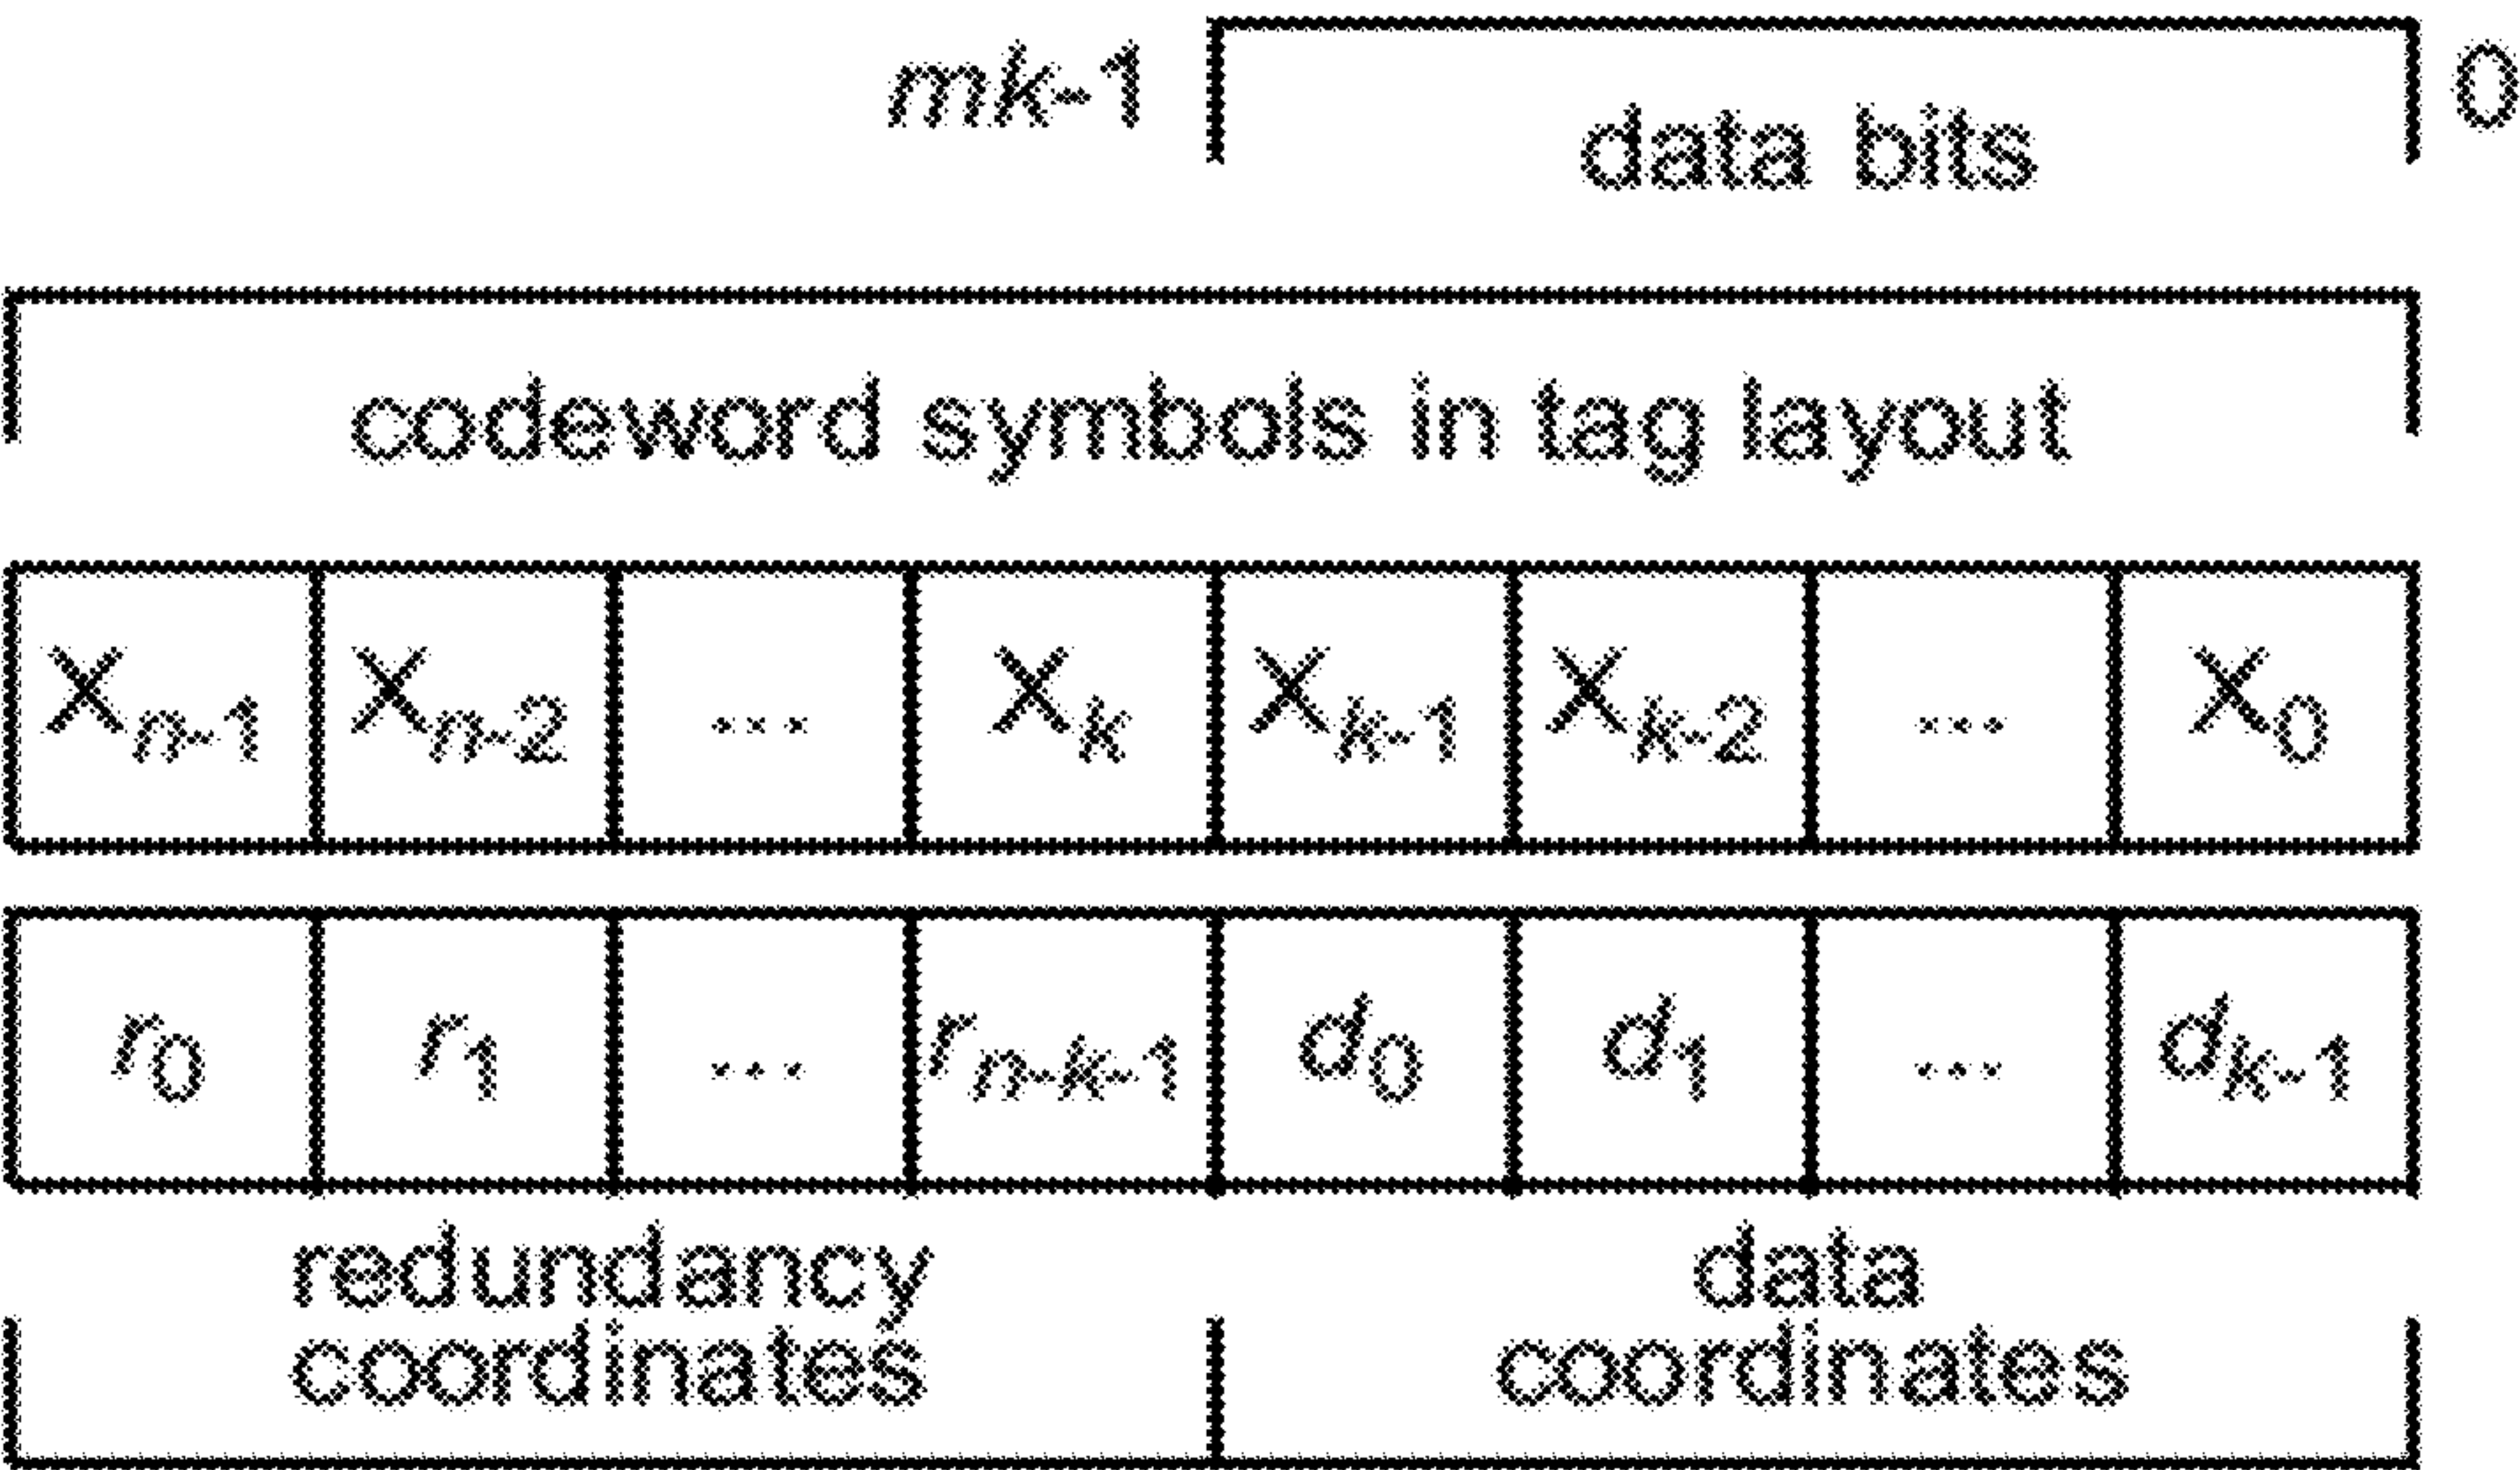 mk-1 data bits 0
codeword symbols in tag layout
Xn-1 Xn-2 ... Xk Xk-1 Xk-2 ... X0
r0 r1 ... rn-k-1 d0 d1 ... dk-1
redundancy data
coordinates coordinates